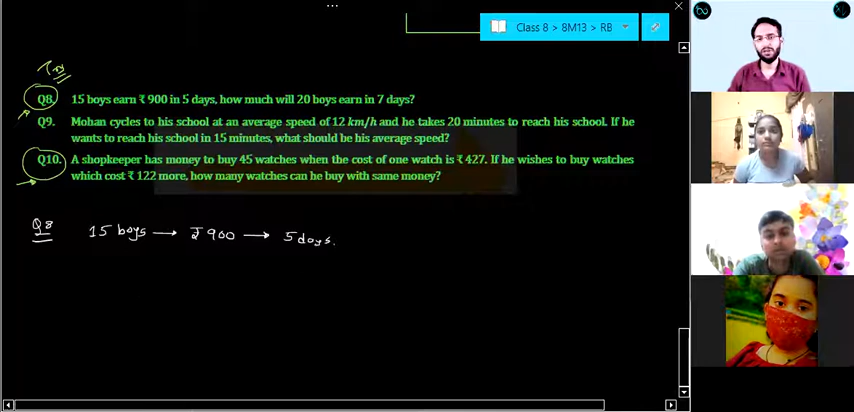 Class 8 > 8M13 > RB
Try
Q8. 15 boys earn ₹ 900 in 5 days, how much will 20 boys earn in 7 days?
Q9. Mohan cycles to his school at an average speed of 12 km/h and he takes 20 minutes to reach his school. If he
wants to reach his school in 15 minutes, what should be his average speed?
Q10. A shopkeeper has money to buy 45 watches when the cost of one watch is ₹ 427. If he wishes to buy watches
which cost ₹ 122 more, how many watches can he buy with same money?
Q8 15 boys → ₹ 900 → 5 days.